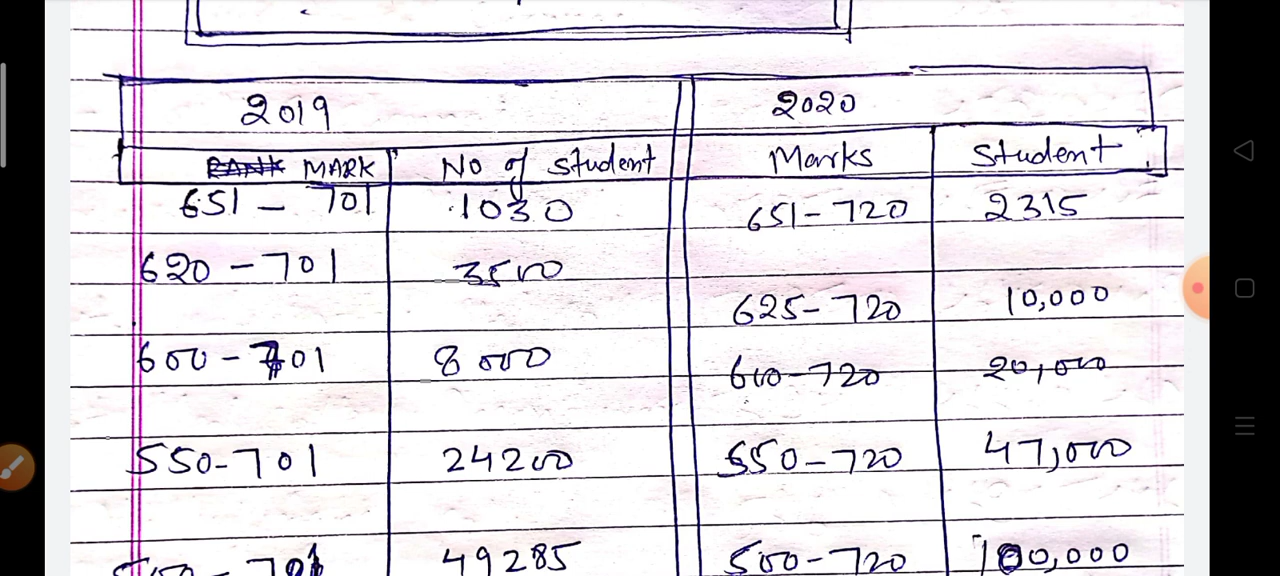 2019 2020
MARK No of student Marks Student
651 - 701 1030 651-720 2315
620 - 701 3500
625-720 10,000
600-701 8000 600-720 20,000
550-701 24200 550-720 47,000
500-701 49285 500-720 100,000